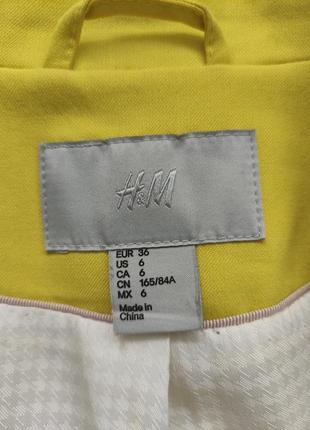 H&M
EUR 36
US 6
CA 6
CN 165/84A
MX 6
Made in
China